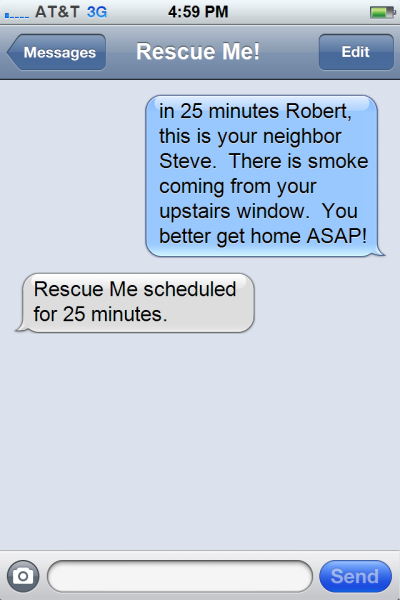 AT&T 3G 4:59 PM
Messages Rescue Me! Edit
in 25 minutes Robert,
this is your neighbor
Steve.  There is smoke
coming from your
upstairs window.  You
better get home ASAP!
Rescue Me scheduled
for 25 minutes.
Send